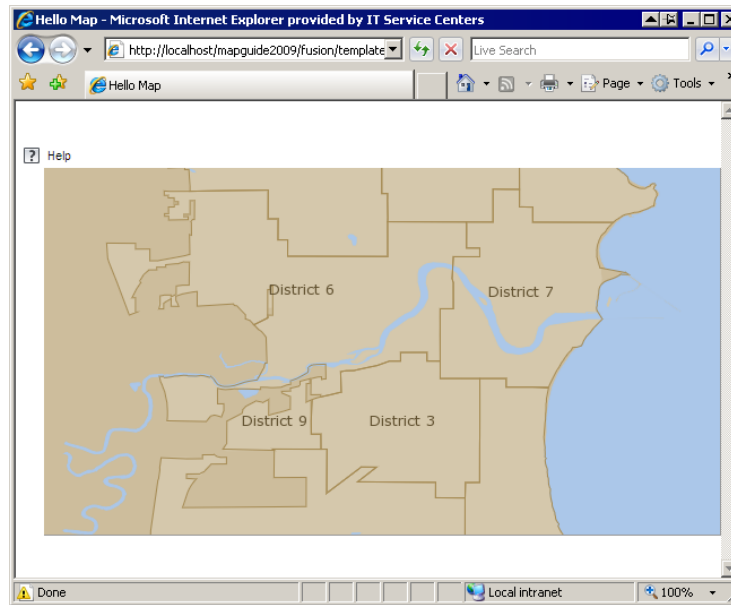 Hello Map - Microsoft Internet Explorer provided by IT Service Centers
http://localhost/mapguide2009/fusion/template
Live Search
Hello Map
Page
Tools
»
? Help
District 6
District 7
District 9
District 3
Done
Local intranet
100%